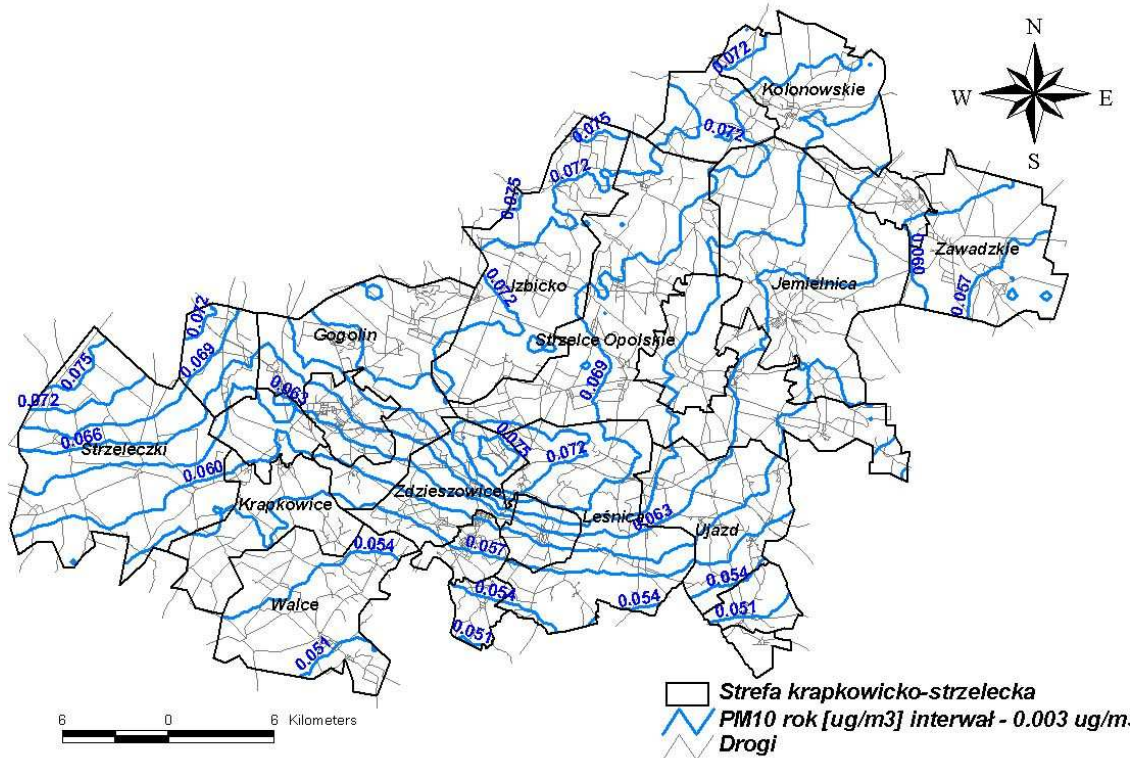 N
W E
S
0.072
Kolonowskie
0.075
0.072
0.072
0.075
Zawadzkie
0.060
0.057
Izbicko
0.072
Jemielnica
Gogolin
Strzelce Opolskie
0.072
0.069
0.069
0.075
0.072
0.063
0.066
Strzeleczki
0.060
0.075
0.072
Zdzieszowice
Krapkowice
Leśnica
0.063
Ujazd
0.054
0.057
0.054
0.054
0.054
Walce
0.051
0.051
0.051
6 0 6 Kilometers
Strefa krapkowicko-strzelecka
PM10 rok [ug/m3] interwał - 0.003 ug/m
Drogi